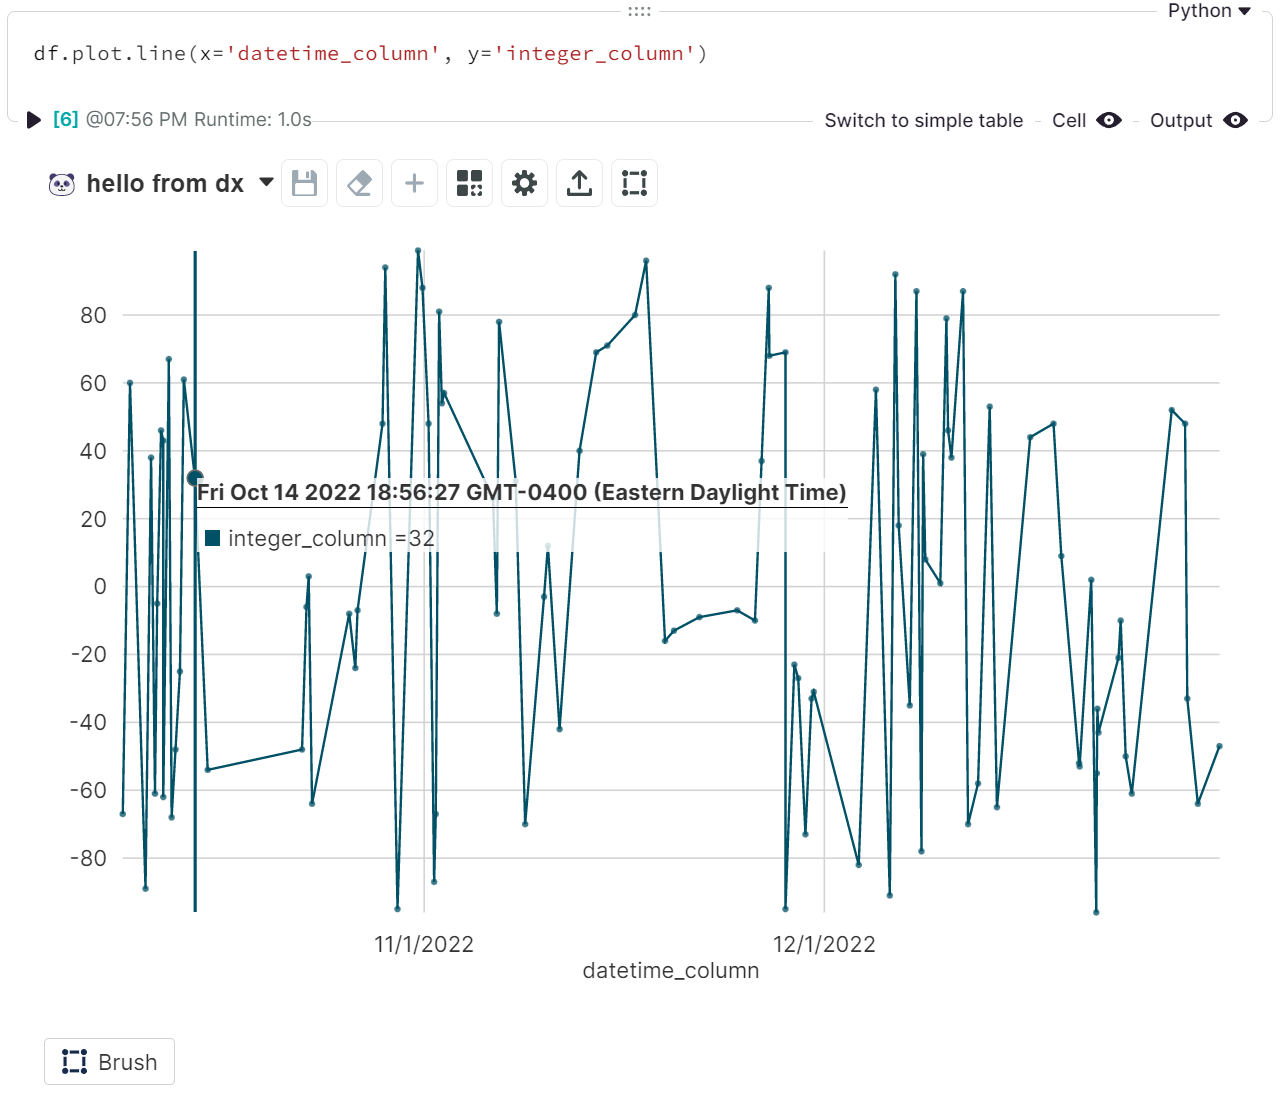 Python
df.plot.line(x='datetime_column', y='integer_column')
[6] @07:56 PM Runtime: 1.0s
Switch to simple table
Cell
Output
hello from dx
80
60
40
20
0
-20
-40
-60
-80
Fri Oct 14 2022 18:56:27 GMT-0400 (Eastern Daylight Time)
integer_column =32
11/1/2022
12/1/2022
datetime_column
Brush